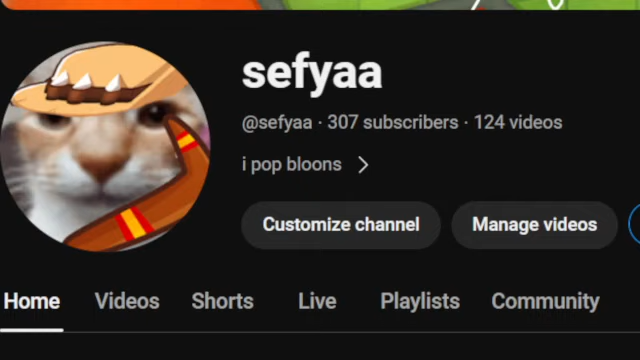 sefyaa
@sefyaa · 307 subscribers · 124 videos
i pop bloons
Customize channel Manage videos
Home Videos Shorts Live Playlists Community